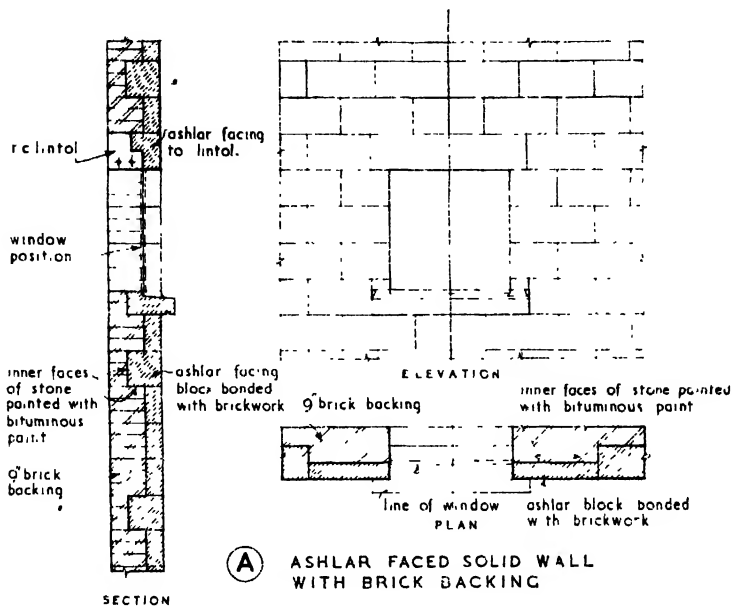 r c lintol
ashlar facing
to lintol.
window
position
inner faces
of stone
painted with
bituminous
paint
ashlar facing
block bonded
with brickwork
9" brick
backing
SECTION
ELEVATION
9" brick backing
inner faces of stone painted
with bituminous paint
line of window
PLAN
ashlar block bonded
with brickwork
A
ASHLAR FACED SOLID WALL
WITH BRICK BACKING